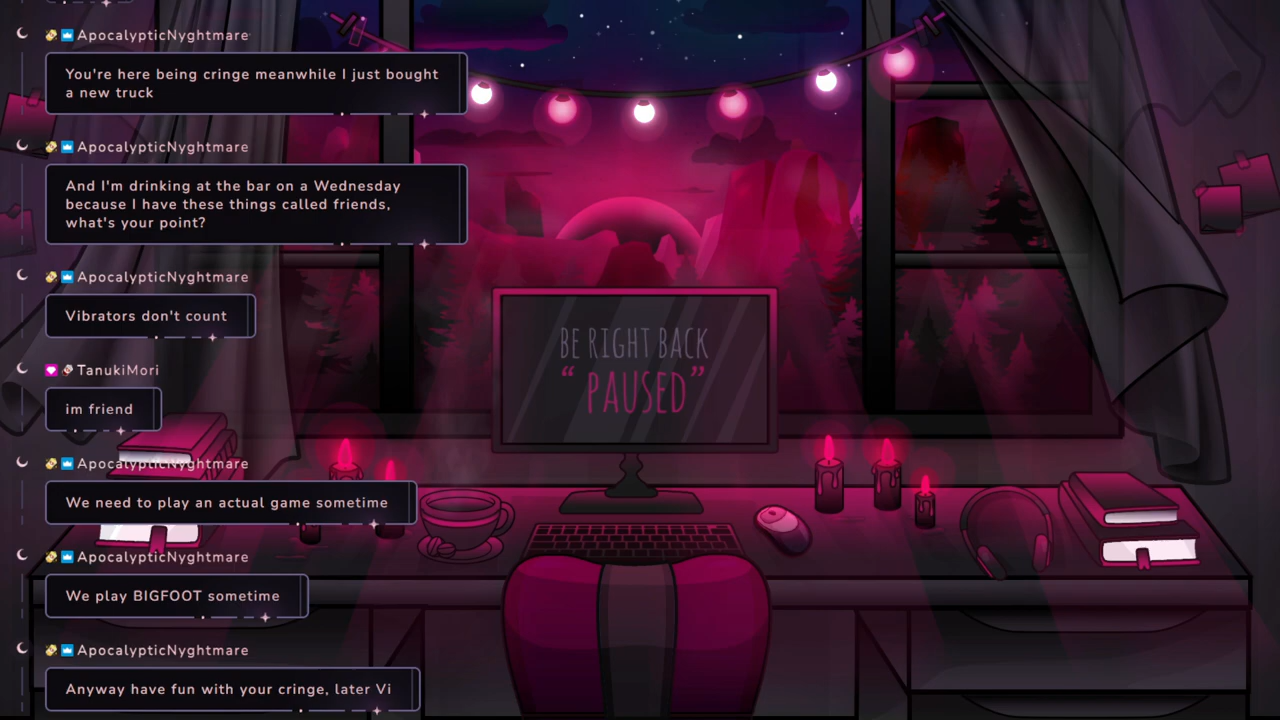 ApocalypticNyghtmare
You're here being cringe meanwhile I just bought
a new truck
ApocalypticNyghtmare
And I'm drinking at the bar on a Wednesday
because I have these things called friends,
what's your point?
ApocalypticNyghtmare
Vibrators don't count
TanukiMori
im friend
ApocalypticNyghtmare
We need to play an actual game sometime
ApocalypticNyghtmare
We play BIGFOOT sometime
ApocalypticNyghtmare
Anyway have fun with your cringe, later Vi
BE RIGHT BACK
“ PAUSED”